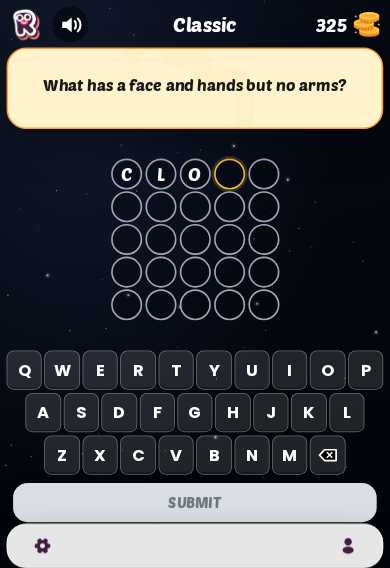 Classic
325
What has a face and hands but no arms?
C L O
Q W E R T Y U I O P
A S D F G H J K L
Z X C V B N M
SUBMIT